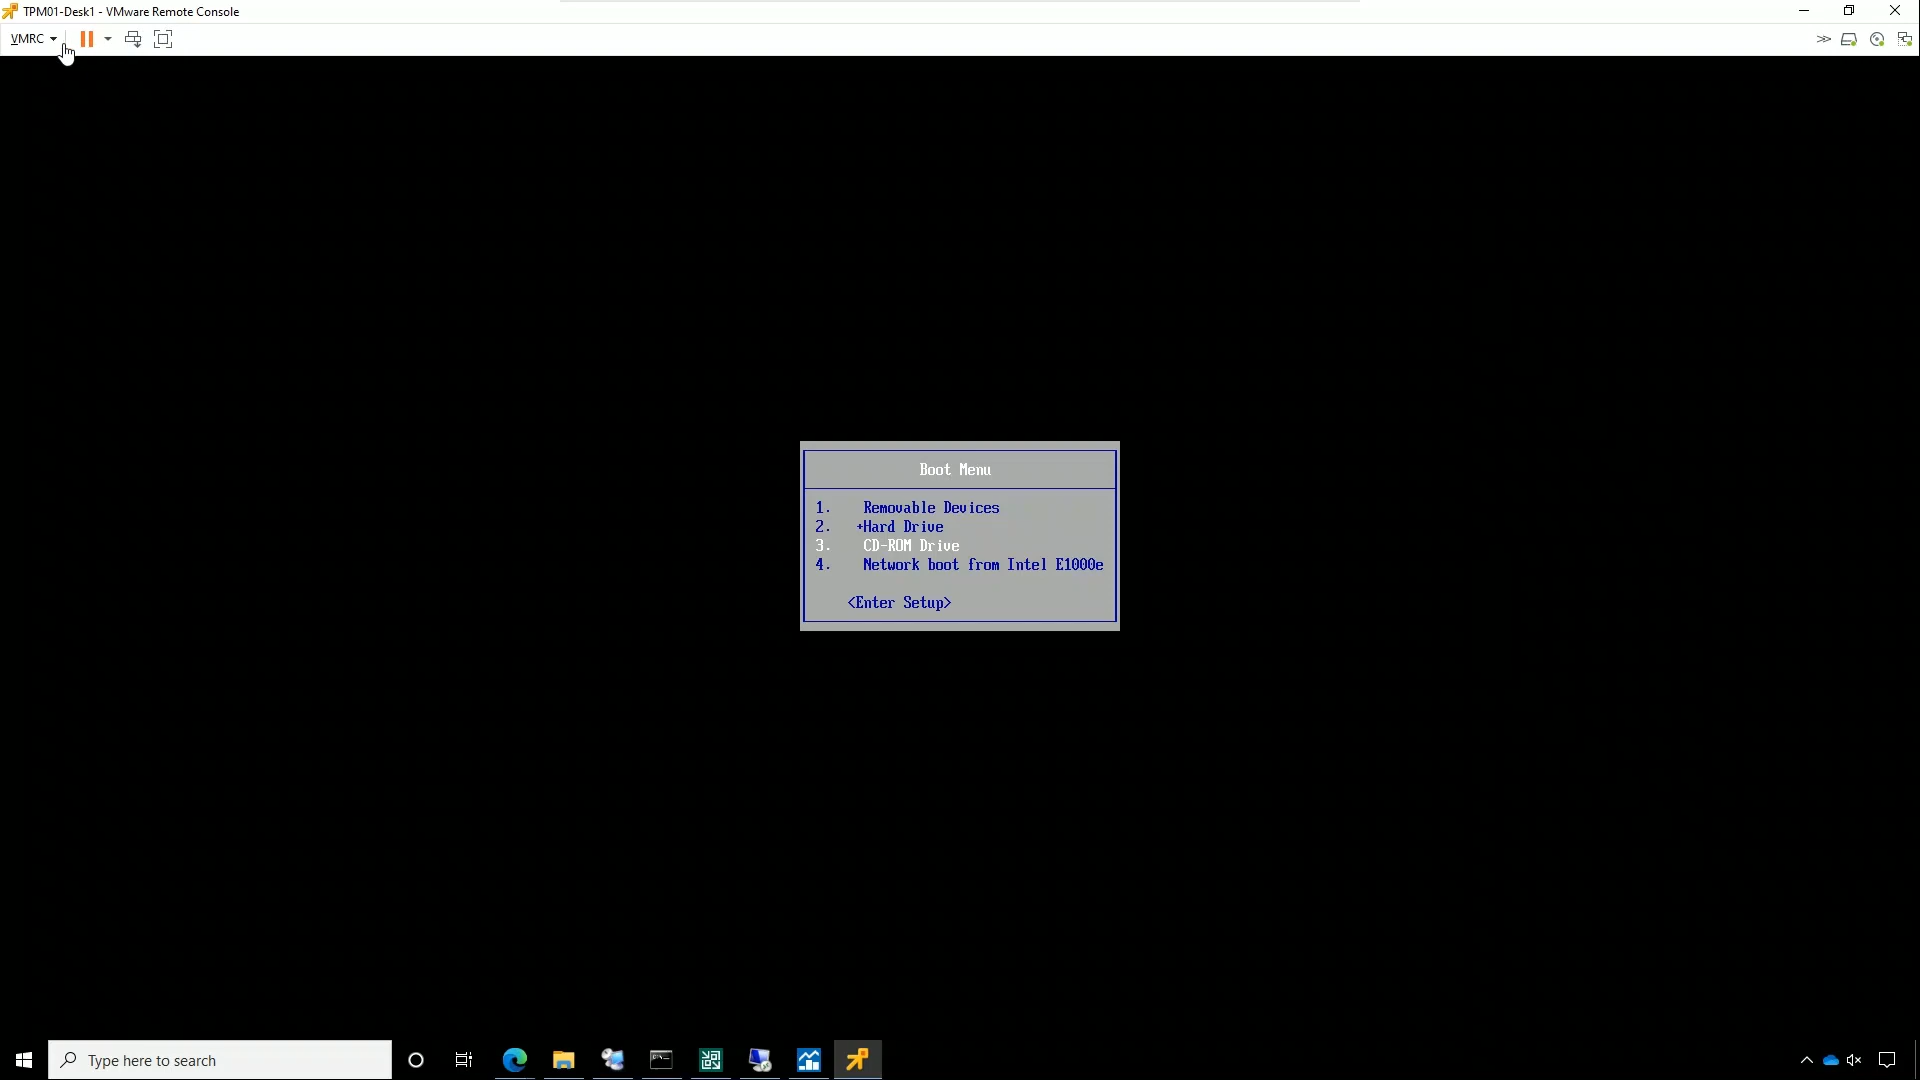 TPM01-Desk1 - VMware Remote Console
VMRC
Boot Menu
1. Removable Devices
2. +Hard Drive
3. CD-ROM Drive
4. Network boot from Intel E1000e
<Enter Setup>
Type here to search